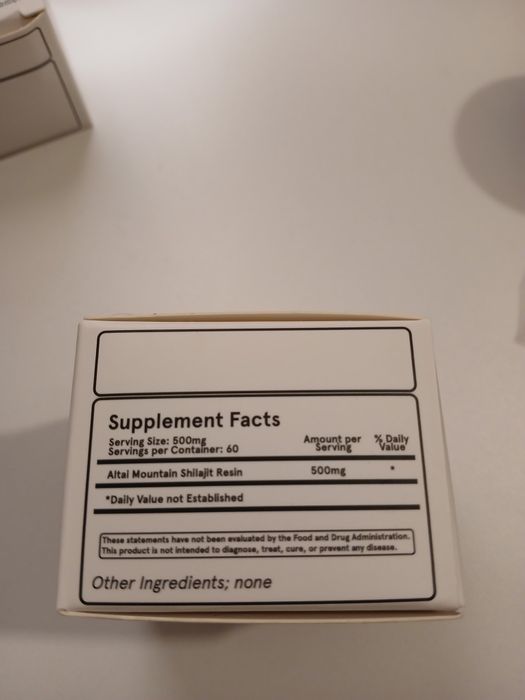 Supplement Facts
Serving Size: 500mg
Servings per Container: 60
Amount per Serving
% Daily Value
Altai Mountain Shilajit Resin 500mg *
*Daily Value not Established
These statements have not been evaluated by the Food and Drug Administration.
This product is not intended to diagnose, treat, cure, or prevent any disease.
Other Ingredients; none